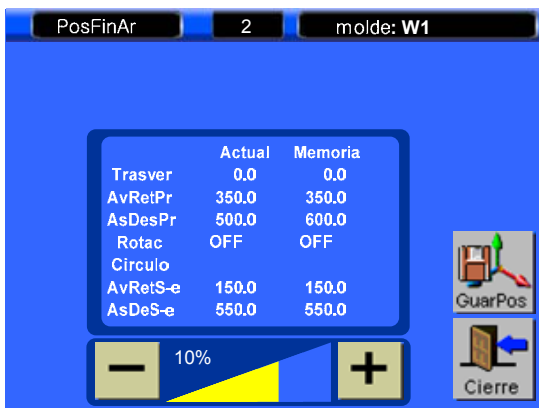 PosFinAr 2 molde: W1
Actual Memoria
Trasver 0.0 0.0
AvRetPr 350.0 350.0
AsDesPr 500.0 600.0
Rotac OFF OFF
Circulo
AvRetS-e 150.0 150.0
AsDeS-e 550.0 550.0
GuarPos
10%
Cierre